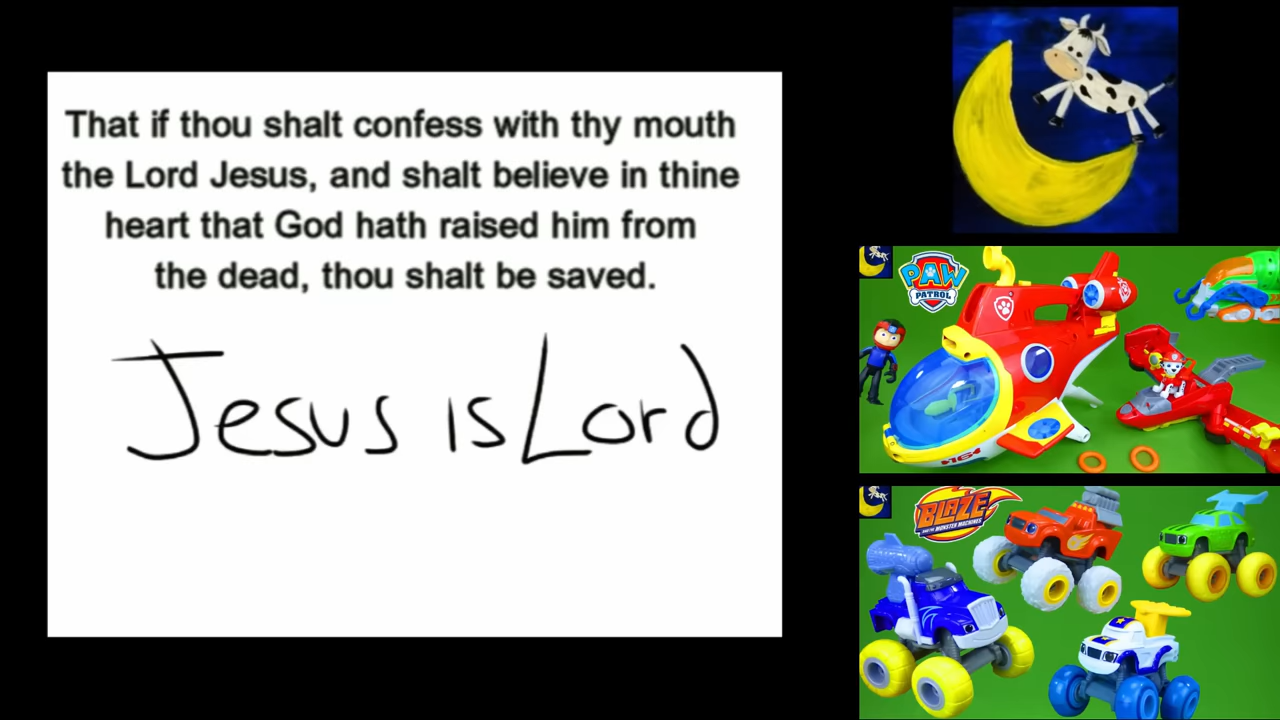 That if thou shalt confess with thy mouth
the Lord Jesus, and shalt believe in thine
heart that God hath raised him from
the dead, thou shalt be saved.
Jesus is Lord
PAW
PATROL
BLAZE
AND THE MONSTER MACHINES